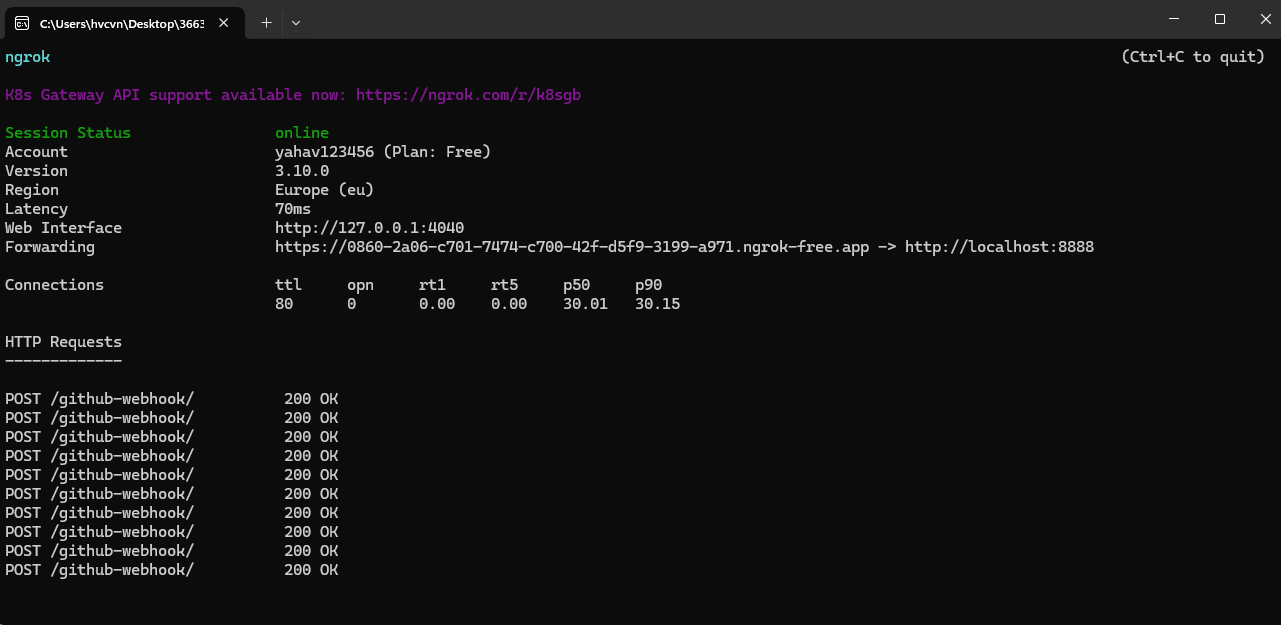 C:\Users\hvcvn\Desktop\3663
ngrok (Ctrl+C to quit)
K8s Gateway API support available now: https://ngrok.com/r/k8sgb
Session Status online
Account yahav123456 (Plan: Free)
Version 3.10.0
Region Europe (eu)
Latency 70ms
Web Interface http://127.0.0.1:4040
Forwarding https://0860-2a06-c701-7474-c700-42f-d5f9-3199-a971.ngrok-free.app -> http://localhost:8888
Connections ttl opn rt1 rt5 p50 p90
80 0 0.00 0.00 30.01 30.15
HTTP Requests
-------------
POST /github-webhook/ 200 OK
POST /github-webhook/ 200 OK
POST /github-webhook/ 200 OK
POST /github-webhook/ 200 OK
POST /github-webhook/ 200 OK
POST /github-webhook/ 200 OK
POST /github-webhook/ 200 OK
POST /github-webhook/ 200 OK
POST /github-webhook/ 200 OK
POST /github-webhook/ 200 OK